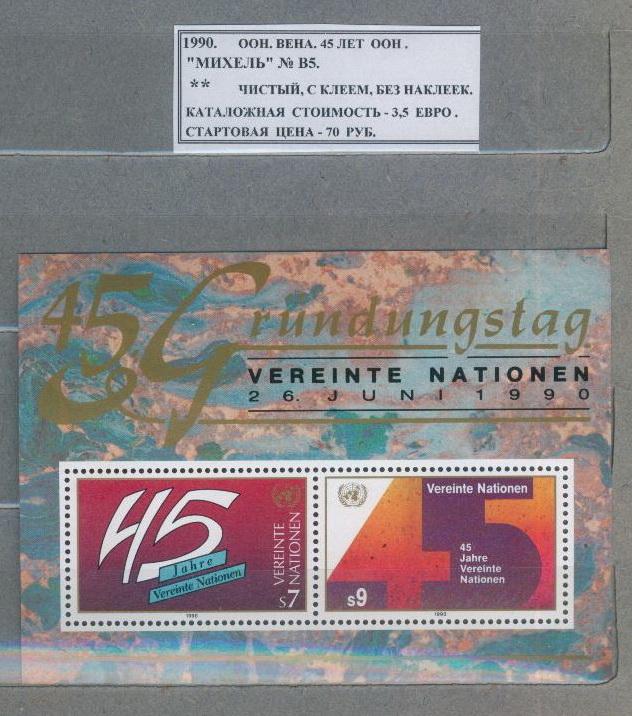 1990. ООН. ВЕНА. 45 ЛЕТ ООН .
"МИХЕЛЬ" № В5.
** ЧИСТЫЙ, С КЛЕЕМ, БЕЗ НАКЛЕЕК.
КАТАЛОЖНАЯ СТОИМОСТЬ - 3,5 ЕВРО .
СТАРТОВАЯ ЦЕНА - 70 РУБ.
45 Gründungstag
VEREINTE NATIONEN
26. JUNI 1990
45
Jahre
Vereinte Nationen
VEREINTE
NATIONEN
s7
1990
Vereinte Nationen
45
45
Jahre
Vereinte
Nationen
s9
1990